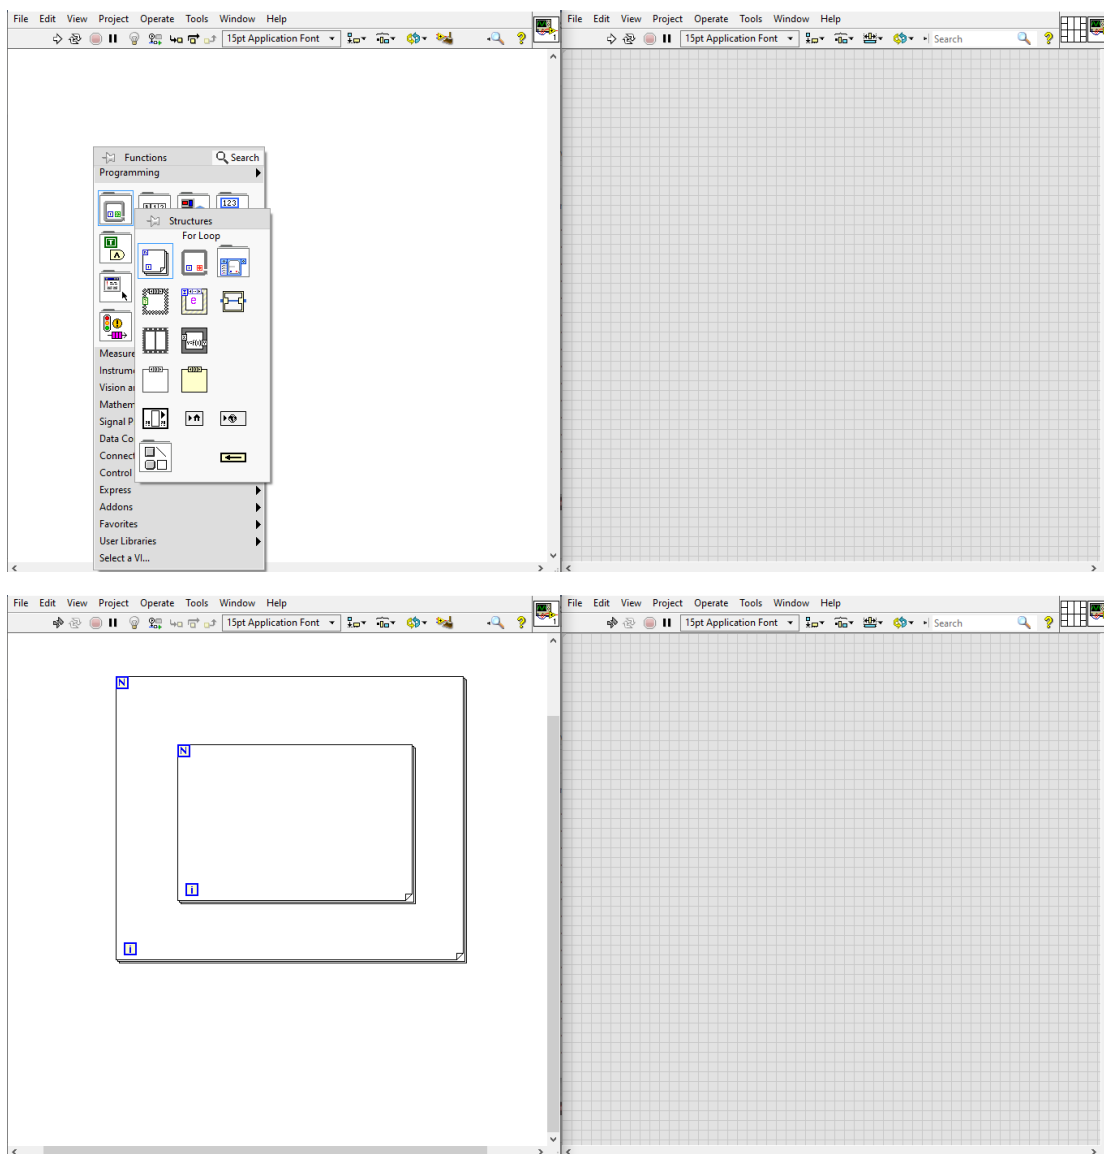 File Edit View Project Operate Tools Window Help
15pt Application Font
1
File Edit View Project Operate Tools Window Help
15pt Application Font
Search
Functions
Search
Programming
123
Structures
For Loop
Measure
Instrum
Vision a
Mathem
Signal P
Data Co
Connect
Control
Express
Addons
Favorites
User Libraries
Select a VI...
File Edit View Project Operate Tools Window Help
15pt Application Font
1
File Edit View Project Operate Tools Window Help
15pt Application Font
Search
N
N
i
i